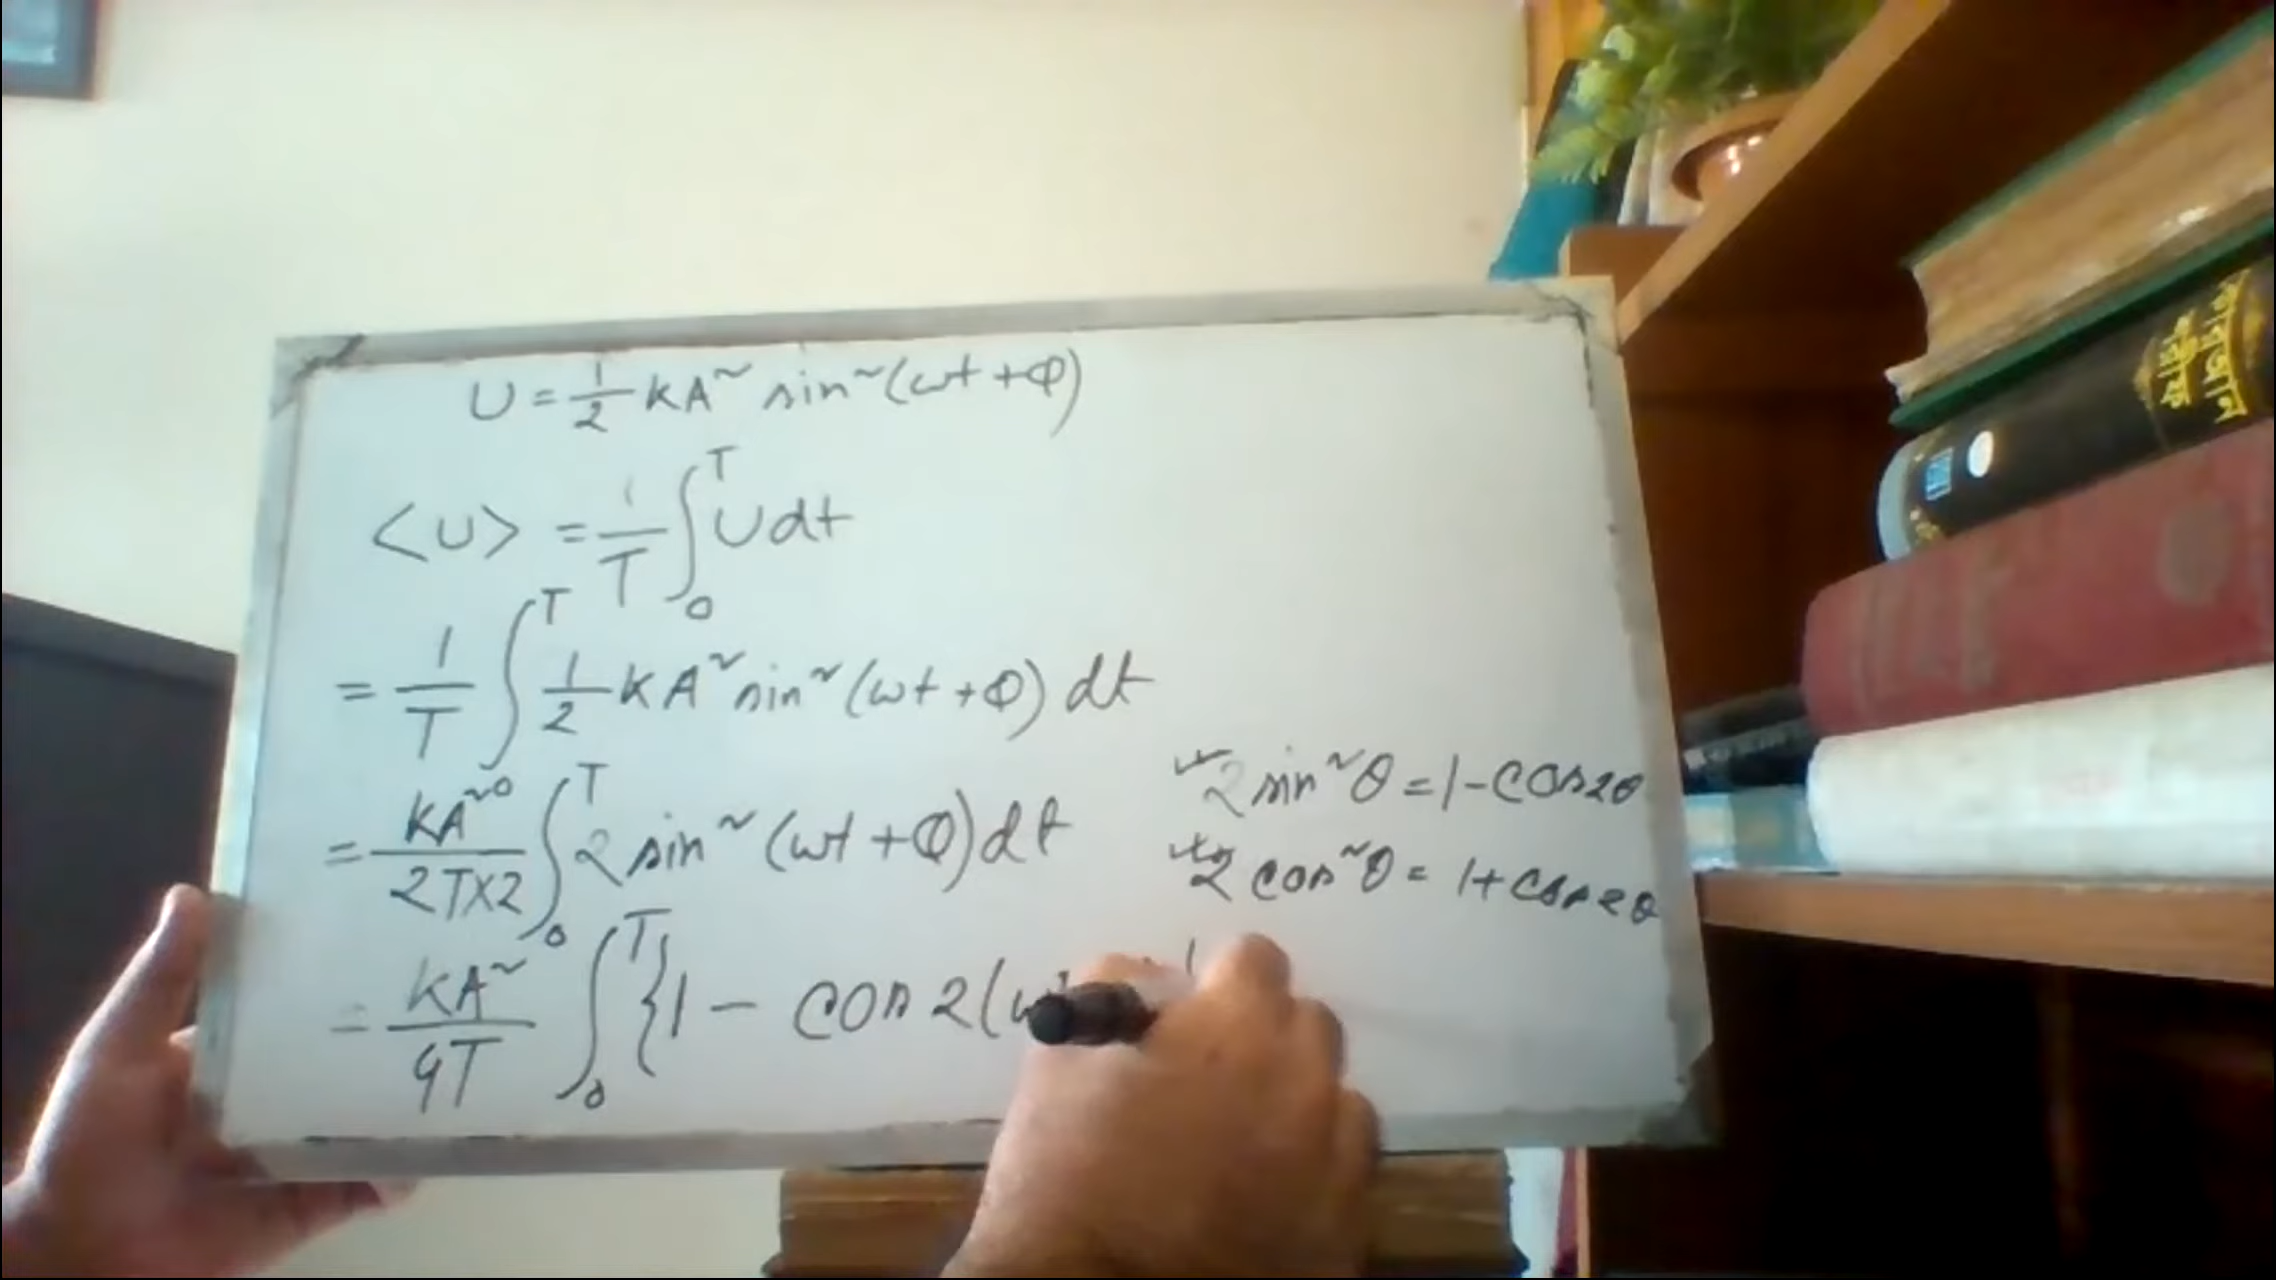 U = 1/2 KA~ sin~(ωt + Φ)
<U> = 1/T ∫₀ᵀ U dt
= 1/T ∫₀ᵀ 1/2 KA~ sin~(ωt + Φ) dt
= KA~/2T×2 ∫₀ᵀ 2 sin~(ωt + Φ) dt
2 sin~θ = 1 - cos2θ
2 cos~θ = 1 + cos2θ
= KA~/4T ∫₀ᵀ {1 - cos 2(